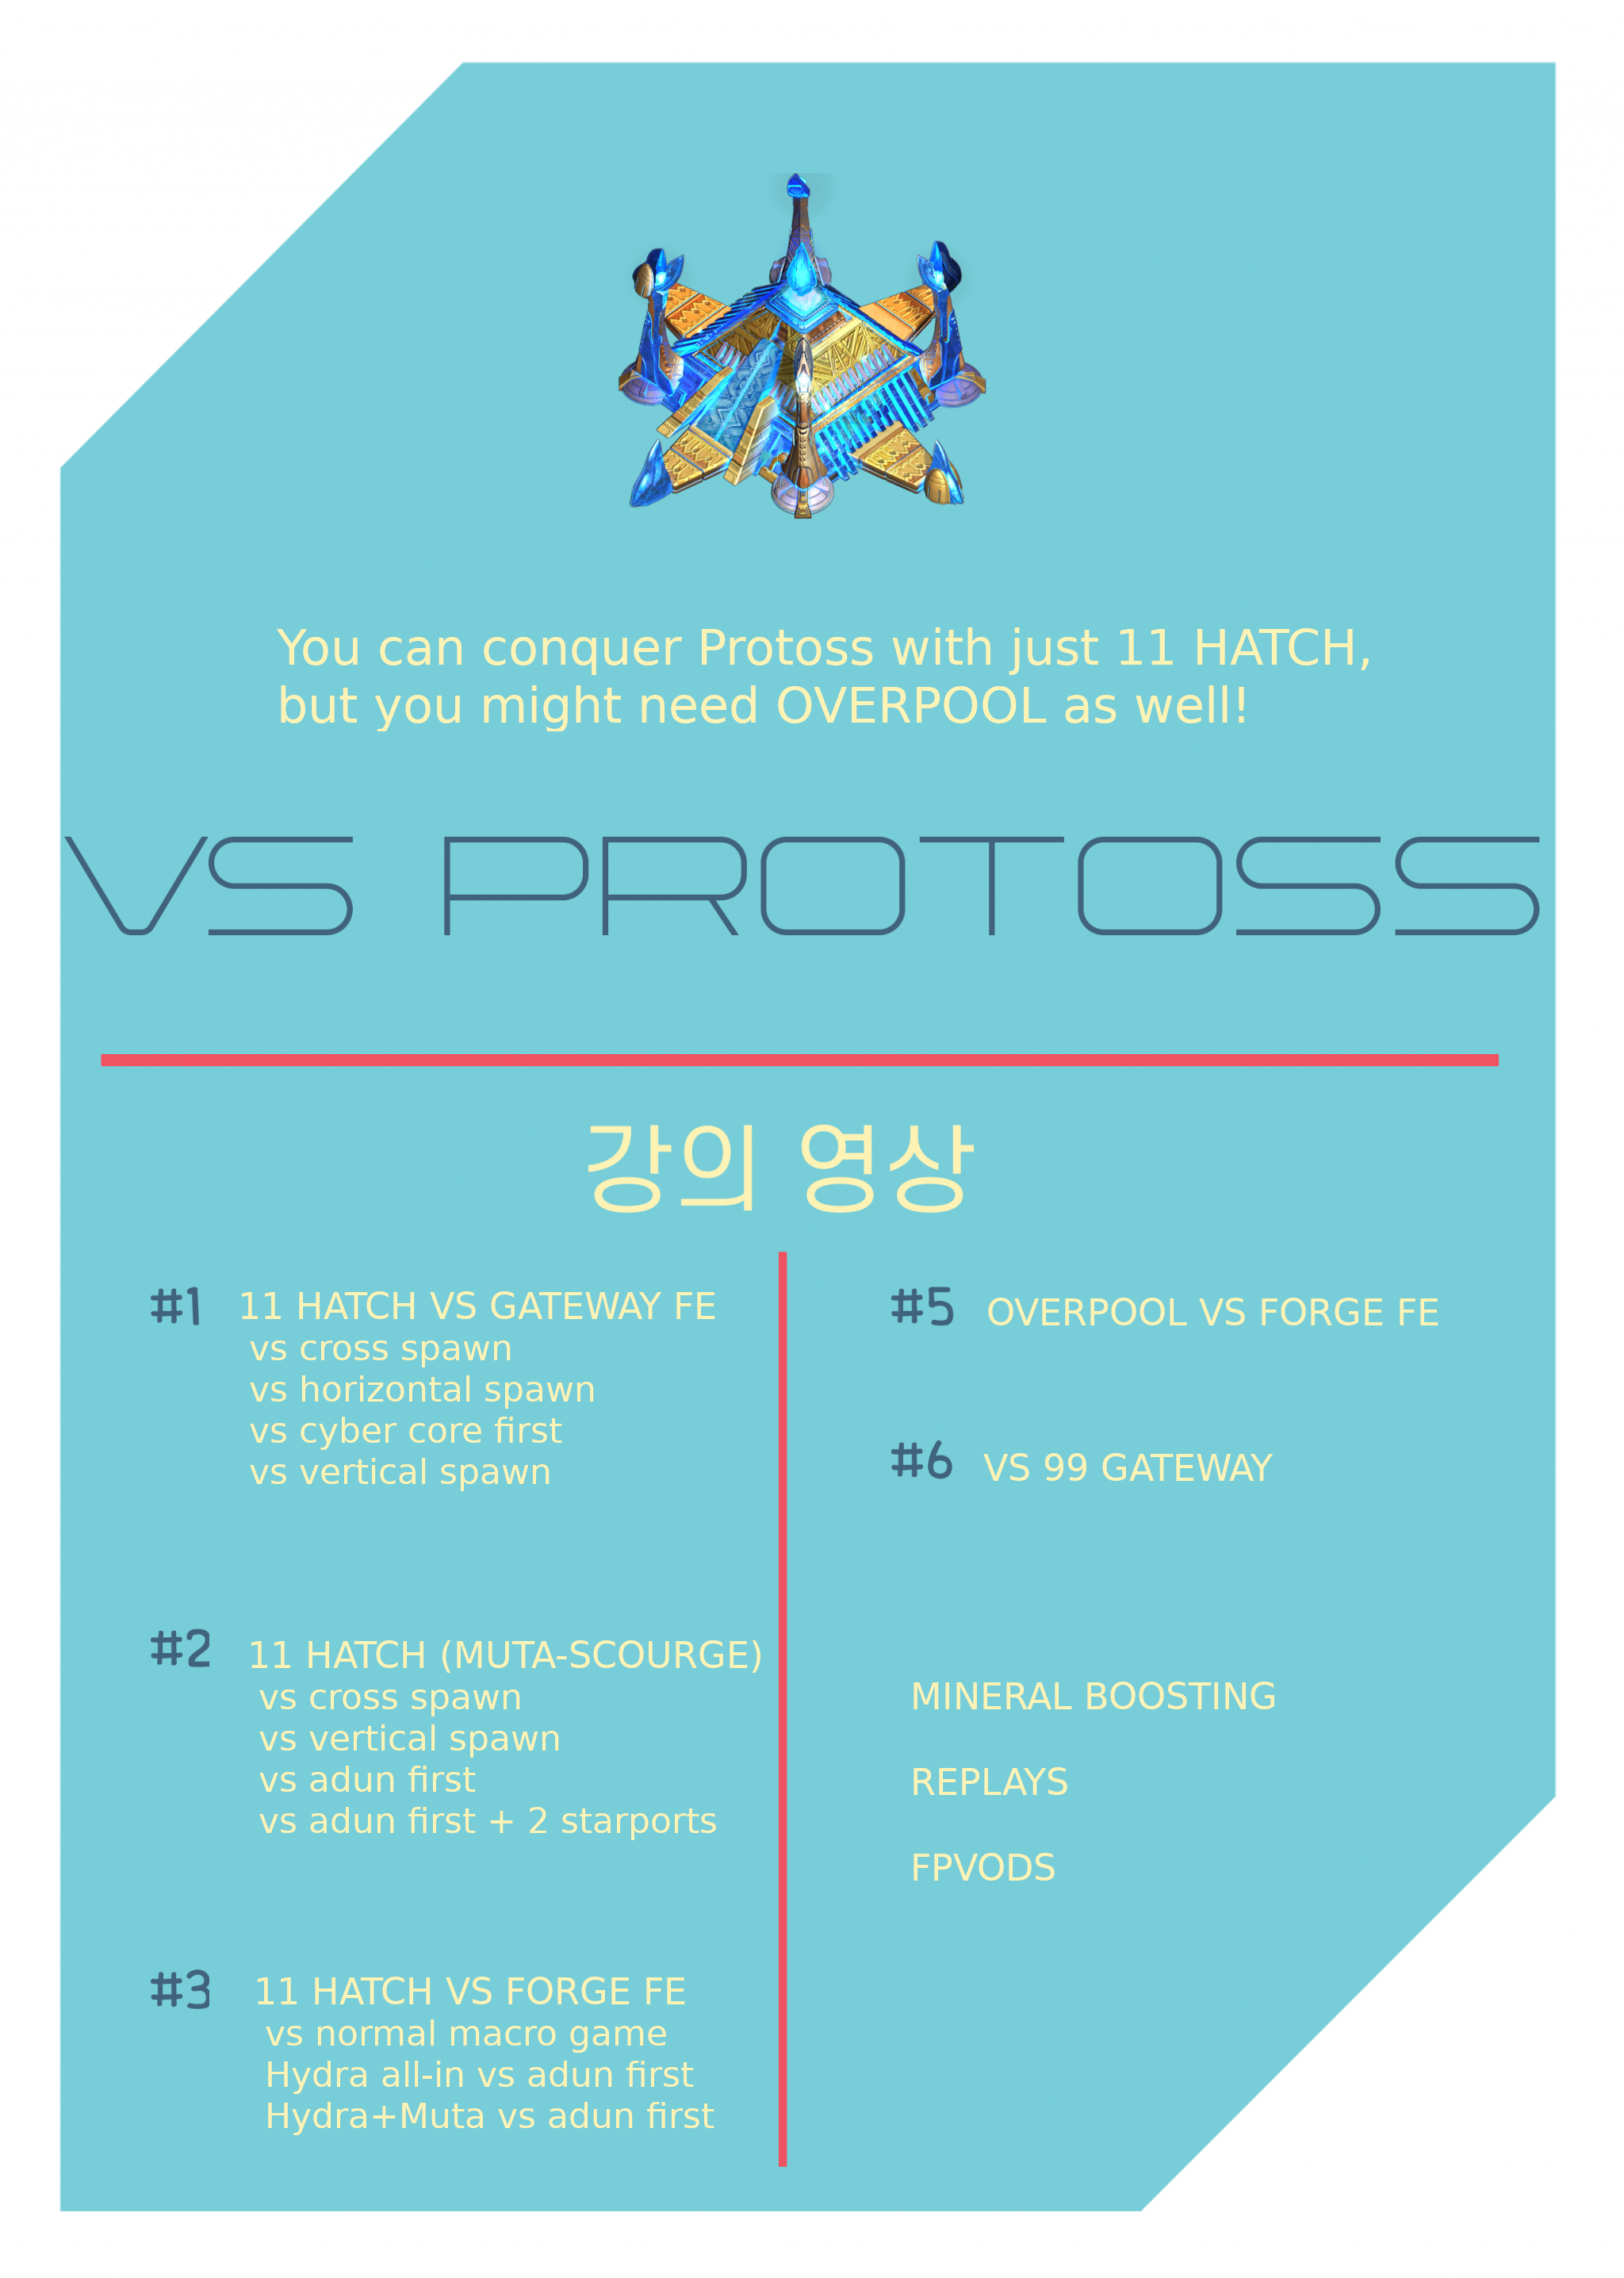 You can conquer Protoss with just 11 HATCH,
but you might need OVERPOOL as well!
VS PROTOSS
강의 영상
#1 11 HATCH VS GATEWAY FE
vs cross spawn
vs horizontal spawn
vs cyber core first
vs vertical spawn
#2 11 HATCH (MUTA-SCOURGE)
vs cross spawn
vs vertical spawn
vs adun first
vs adun first + 2 starports
#3 11 HATCH VS FORGE FE
vs normal macro game
Hydra all-in vs adun first
Hydra+Muta vs adun first
#5 OVERPOOL VS FORGE FE
#6 VS 99 GATEWAY
MINERAL BOOSTING
REPLAYS
FPVODS